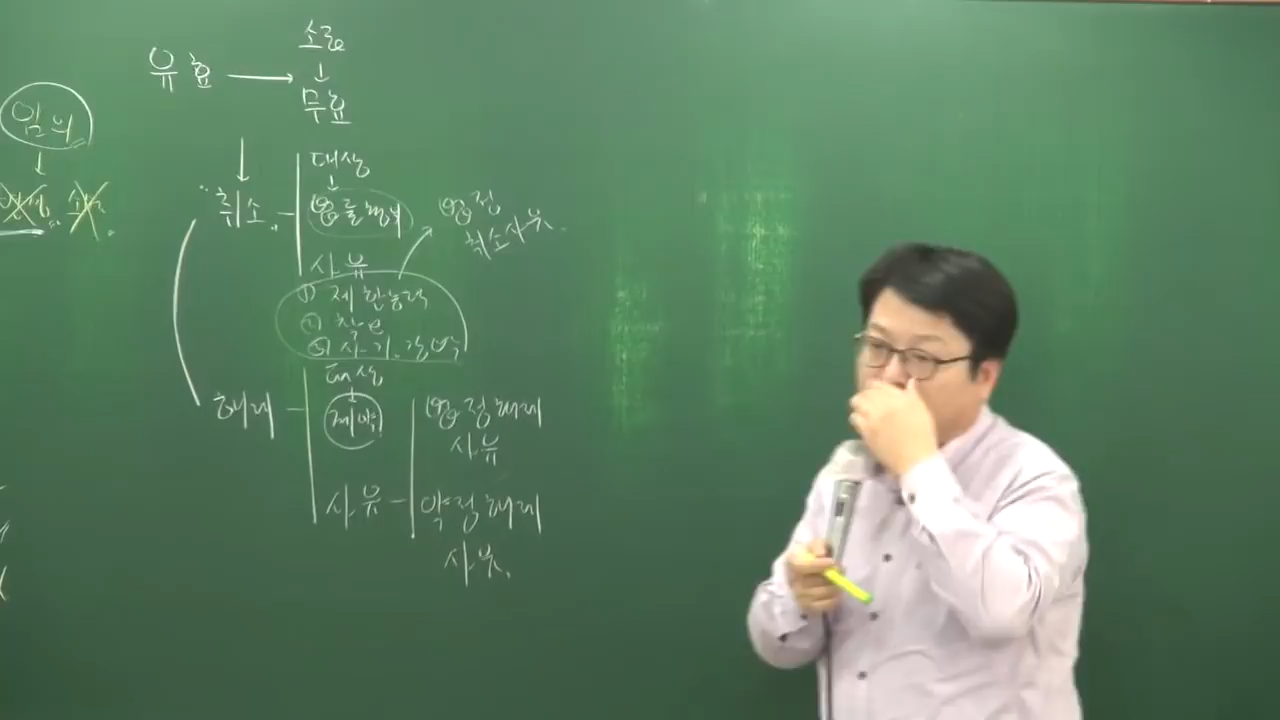 소급
유효 → ↓
무효
임의
↓
↓
대상
↓
취소
법률행위
법정
취소사유
사유
① 제한능력
② 착오
③ 사기.강박
대상
↓
해제
계약
법정해제
사유
사유
약정해제
사유